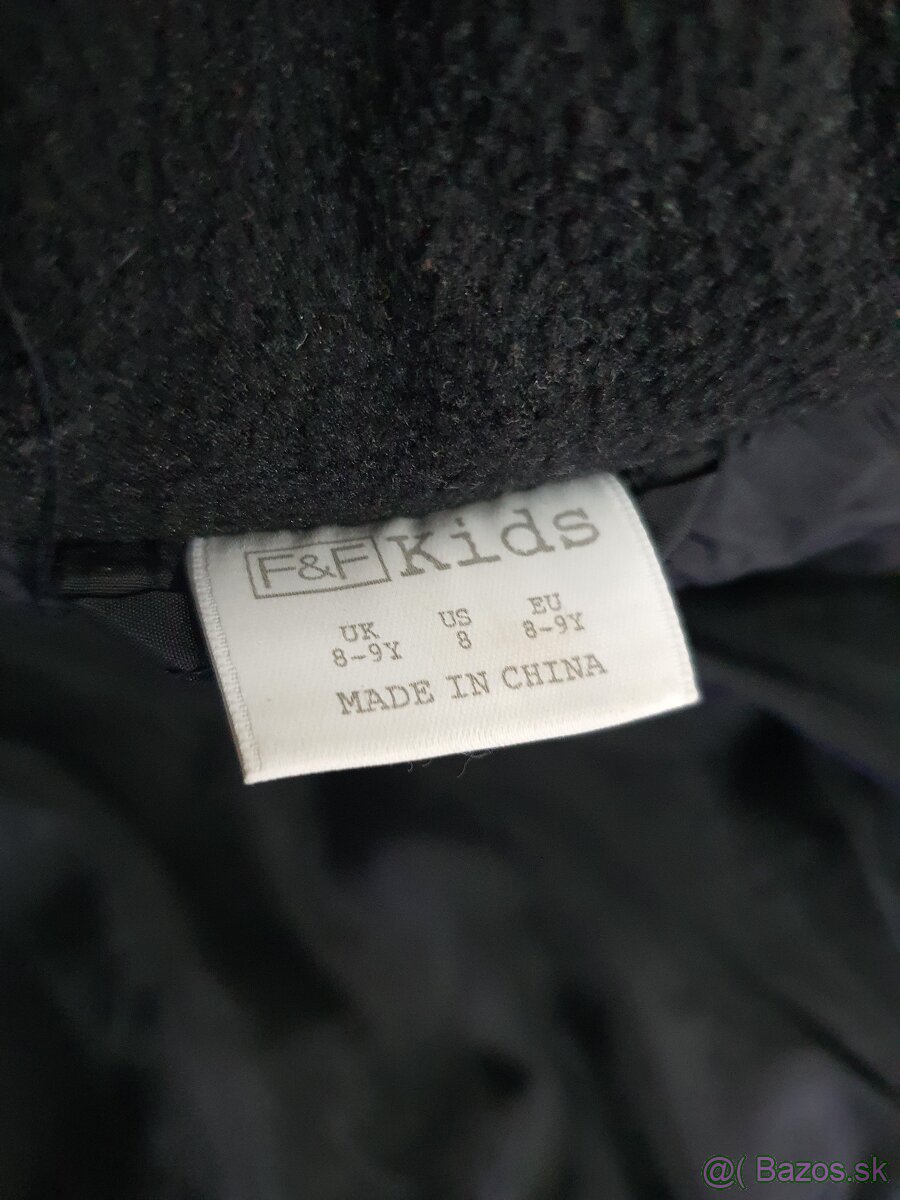 F&F Kids
UK US EU
8-9Y 8 8-9Y
MADE IN CHINA
@( Bazos.sk